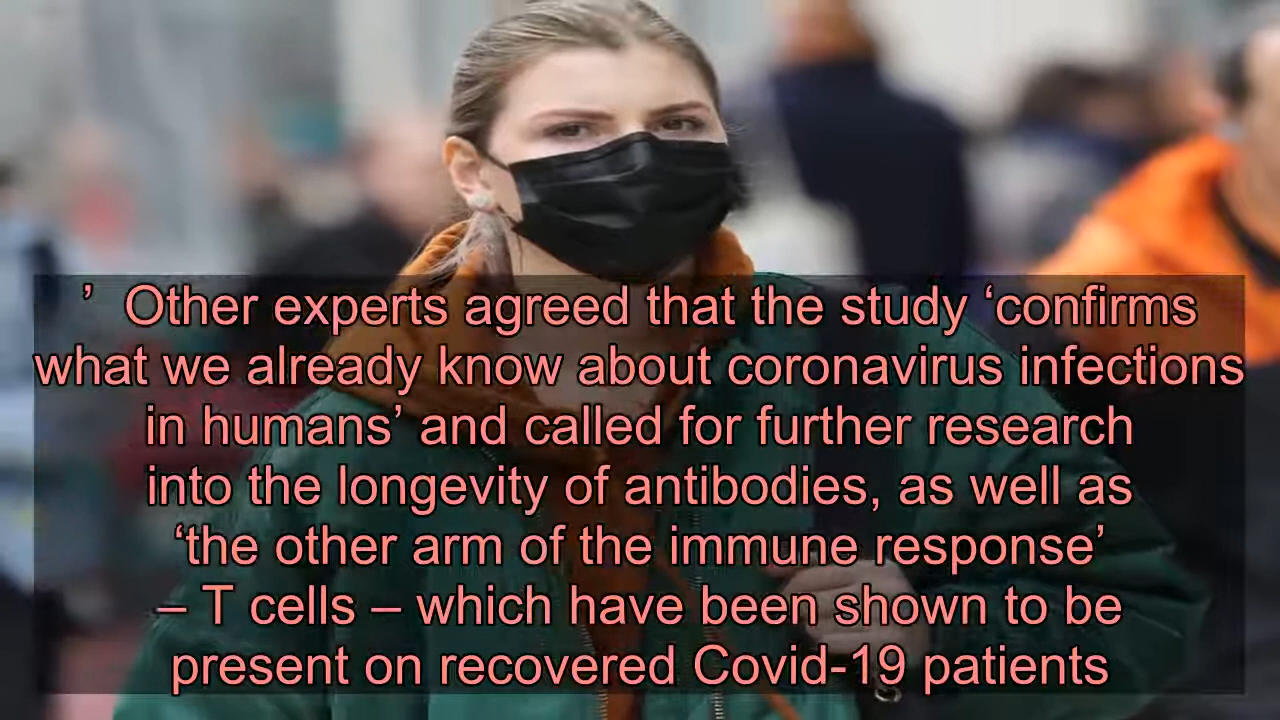 ’ Other experts agreed that the study ‘confirms
what we already know about coronavirus infections
in humans’ and called for further research
into the longevity of antibodies, as well as
‘the other arm of the immune response’
– T cells – which have been shown to be
present on recovered Covid-19 patients